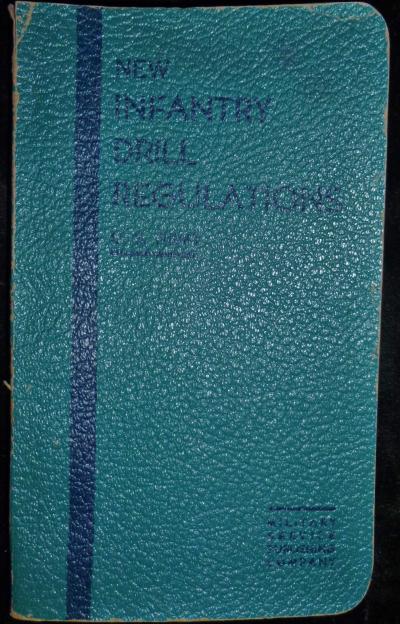 NEW
INFANTRY
DRILL
REGULATIONS
U. S. ARMY
MILITARY
SERVICE
PUBLISHING
COMPANY